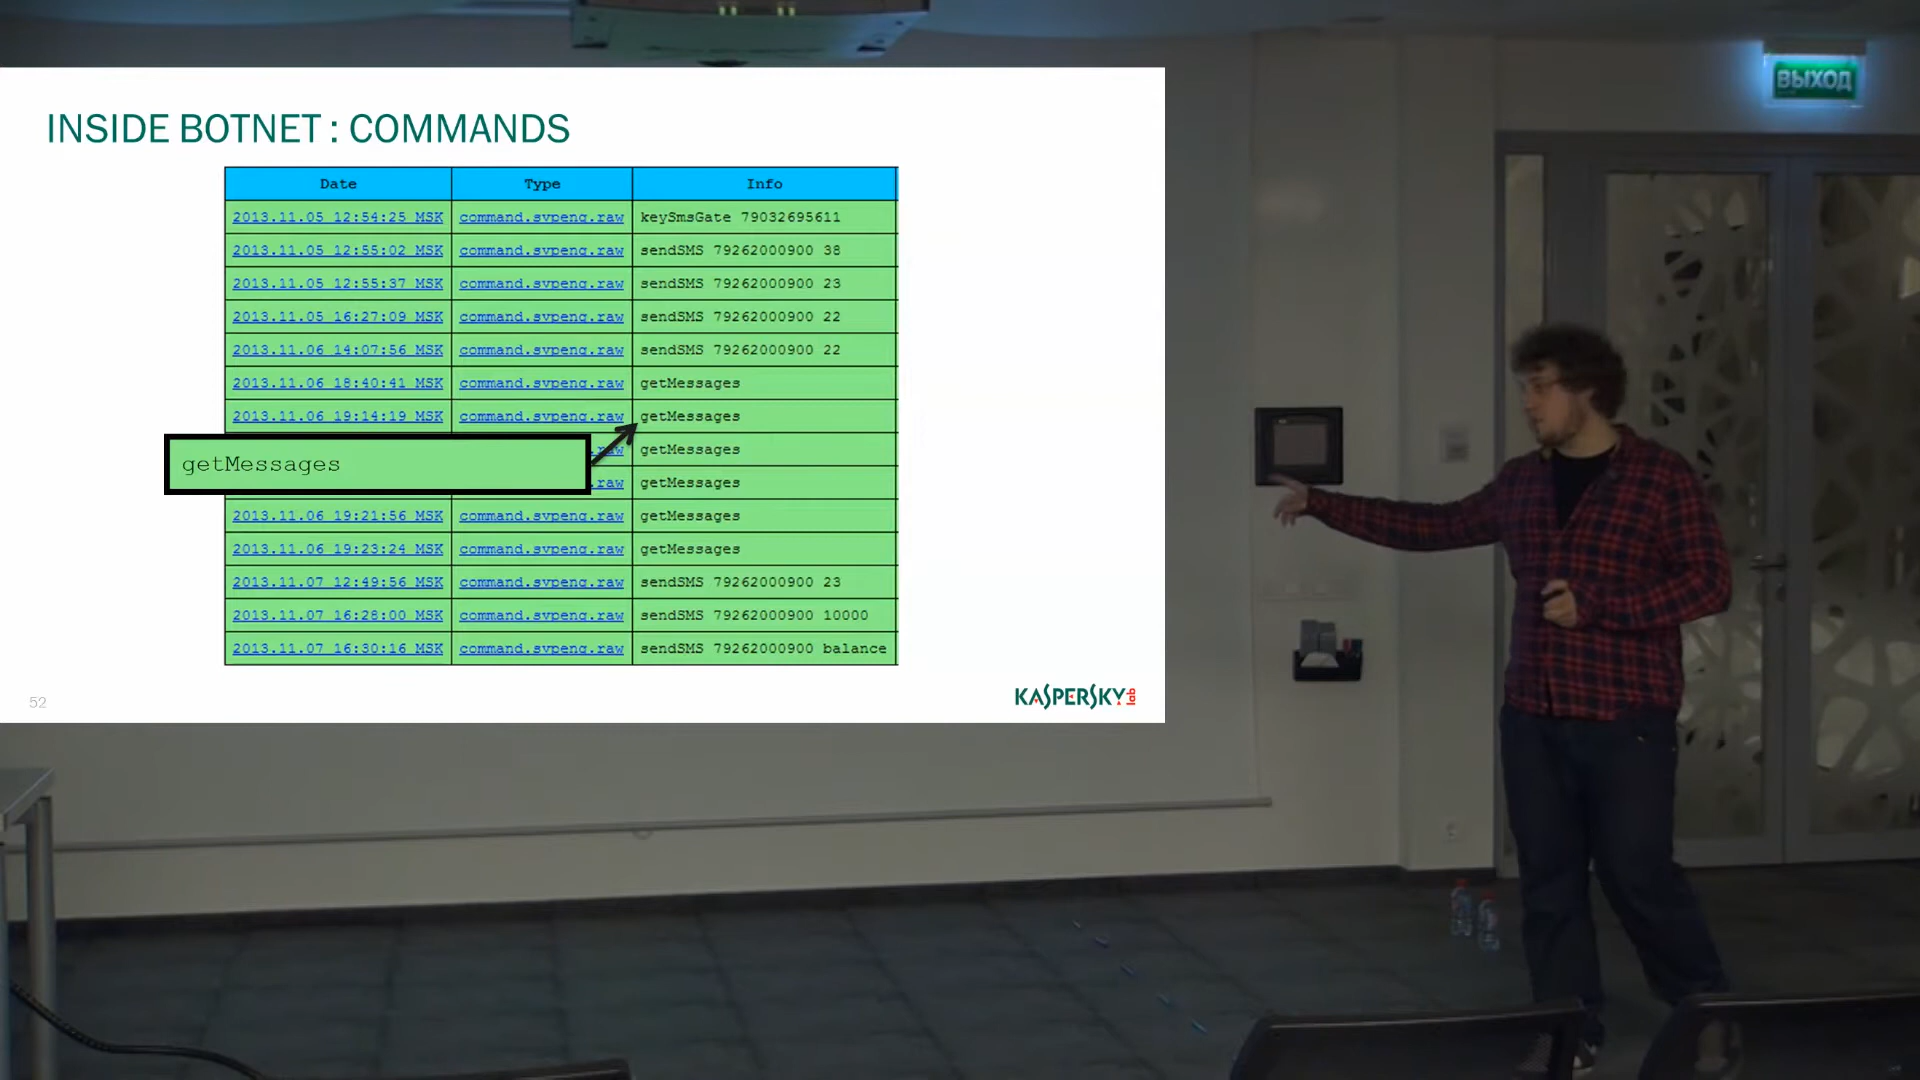 ВЫХОД
INSIDE BOTNET : COMMANDS
Date Type Info
2013.11.05 12:54:25 MSK command.svpeng.raw keySmsGate 79032695611
2013.11.05 12:55:02 MSK command.svpeng.raw sendSMS 79262000900 38
2013.11.05 12:55:37 MSK command.svpeng.raw sendSMS 79262000900 23
2013.11.05 16:27:09 MSK command.svpeng.raw sendSMS 79262000900 22
2013.11.06 14:07:56 MSK command.svpeng.raw sendSMS 79262000900 22
2013.11.06 18:40:41 MSK command.svpeng.raw getMessages
2013.11.06 19:14:19 MSK command.svpeng.raw getMessages
.raw getMessages
getMessages
.raw getMessages
2013.11.06 19:21:56 MSK command.svpeng.raw getMessages
2013.11.06 19:23:24 MSK command.svpeng.raw getMessages
2013.11.07 12:49:56 MSK command.svpeng.raw sendSMS 79262000900 23
2013.11.07 16:28:00 MSK command.svpeng.raw sendSMS 79262000900 10000
2013.11.07 16:30:16 MSK command.svpeng.raw sendSMS 79262000900 balance
52
KASPERSKY lab